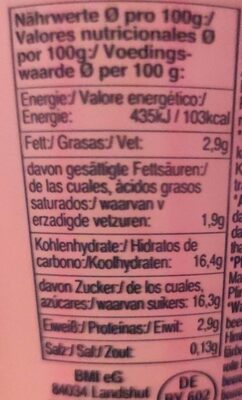 Nährwerte Ø pro 100g:/
Valores nutricionales Ø
por 100g:/ Voedings-
waarde Ø per 100 g:
Energie:/ Valore energético:/
Energie: 435kJ / 103kcal
Fett:/ Grasas:/ Vet: 2,9g
davon gesättigte Fettsäuren:/
de las cuales, ácidos grasos
saturados:/ waarvan v
erzadigde vetzuren: 1,9g
Kohlenhydrate:/ Hidratos de
carbono:/Koolhydraten: 16,4g
davon Zucker:/ de los cuales,
azúcares:/ waarvan suikers: 16,3g
Eiweiß:/ Proteinas:/ Eiwit: 2,9g
Salz:/ Sal:/ Zout: 0,13g
BMI eG
84034 Landshut
DE
BY 602